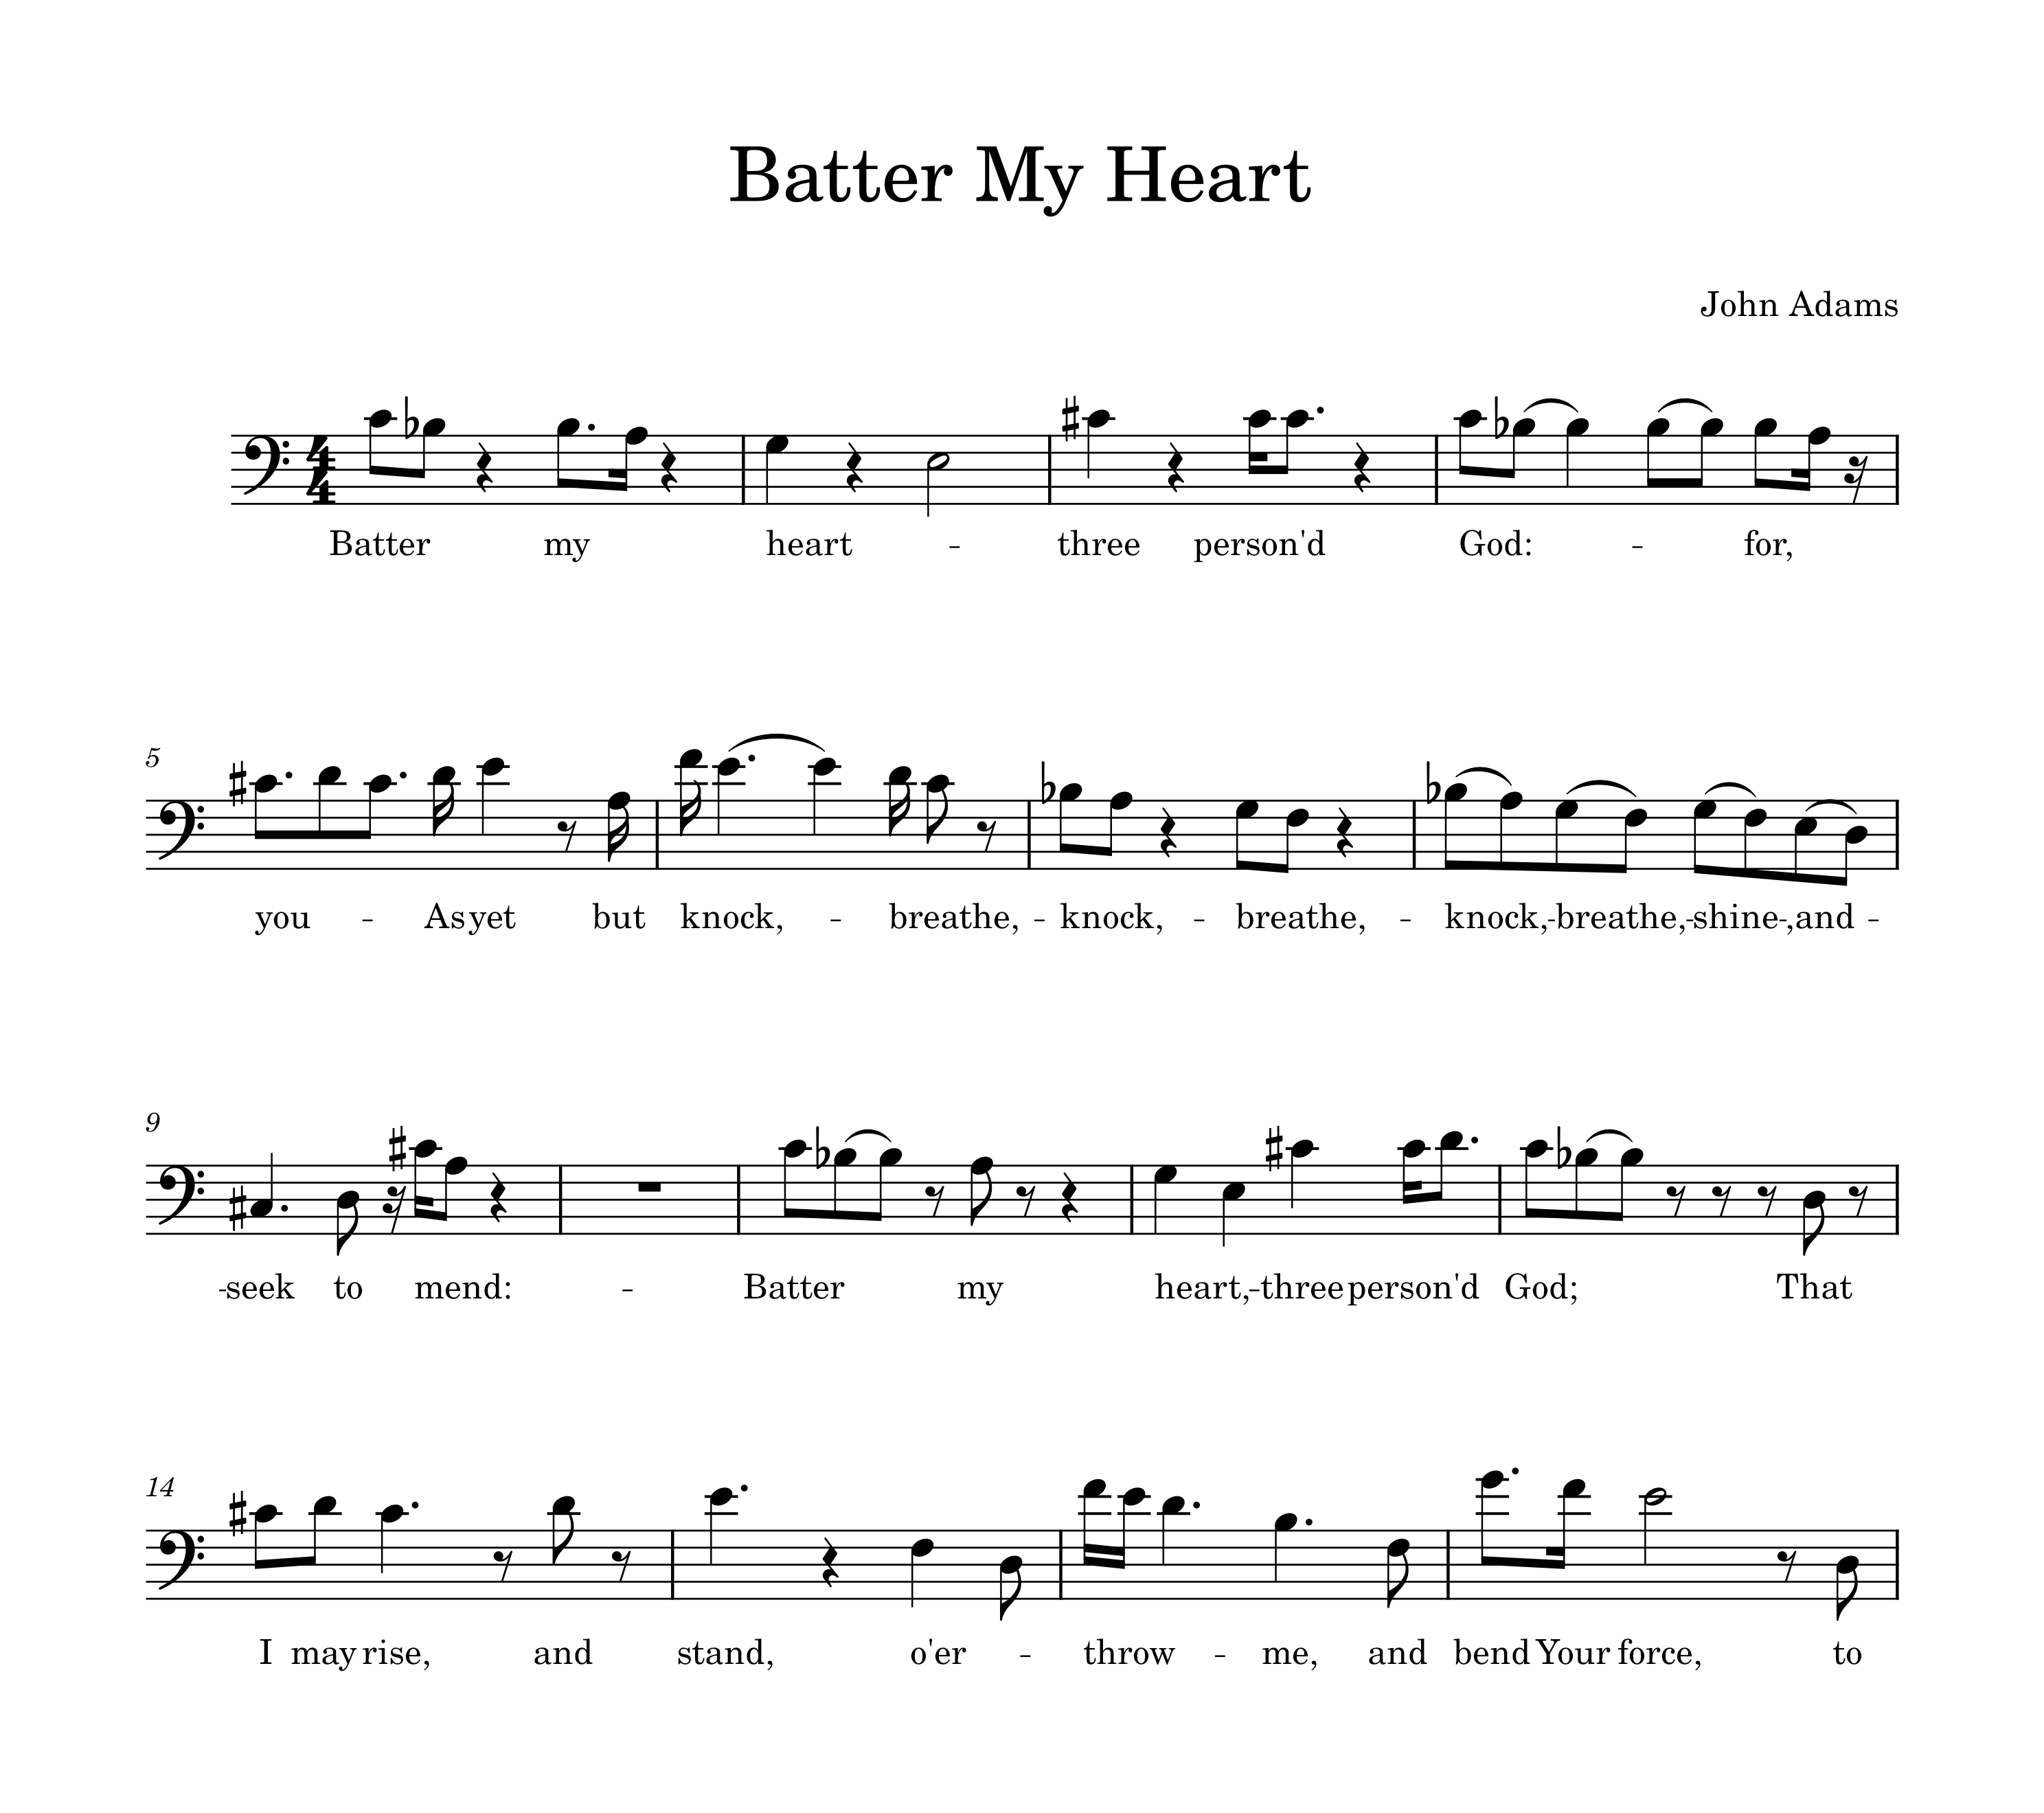 Batter My Heart
John Adams
Batter my heart - three person'd God: - for,
5
you - As yet but knock, - breathe, - knock, - breathe, - knock,-breathe,-shine-,and -
9
-seek to mend: - Batter my heart,-three person'd God; That
14
I may rise, and stand, o'er - throw - me, and bend Your force, to